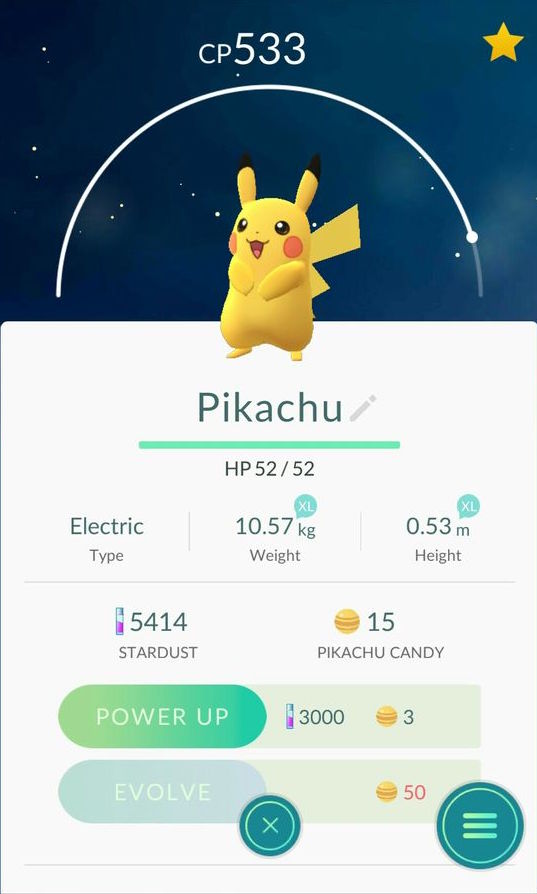 CP533
Pikachu
HP 52 / 52
XL XL
Electric 10.57 kg 0.53 m
Type Weight Height
5414 15
STARDUST PIKACHU CANDY
POWER UP 3000 3
EVOLVE 50